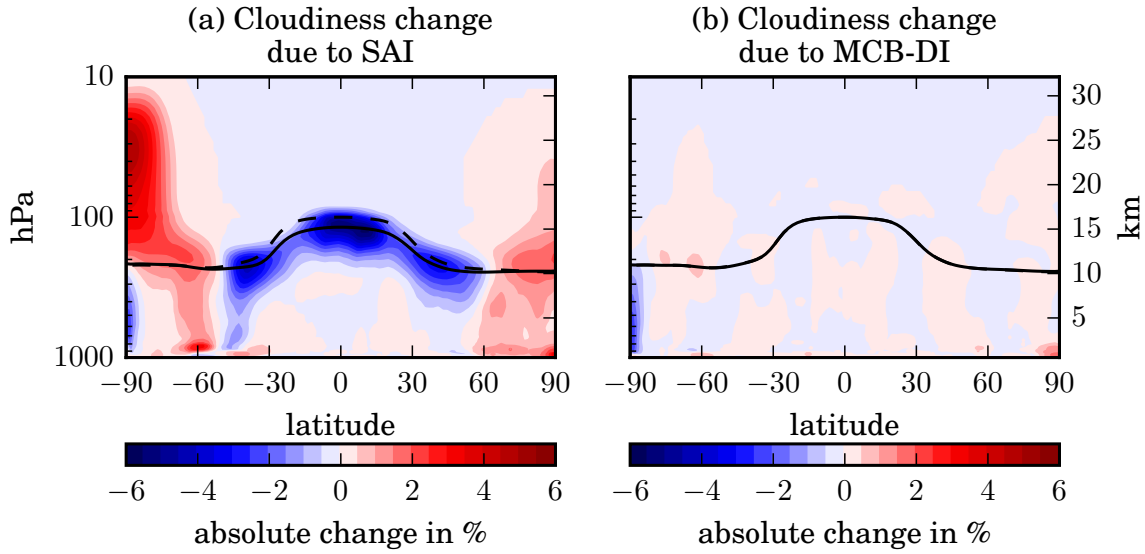 (a) Cloudiness change
due to SAI
(b) Cloudiness change
due to MCB-DI
10
100
1000
hPa
−90 −60 −30 0 30 60 90
latitude
−6 −4 −2 0 2 4 6
absolute change in %
30
25
20
15
10
5
km
−90 −60 −30 0 30 60 90
latitude
−6 −4 −2 0 2 4 6
absolute change in %